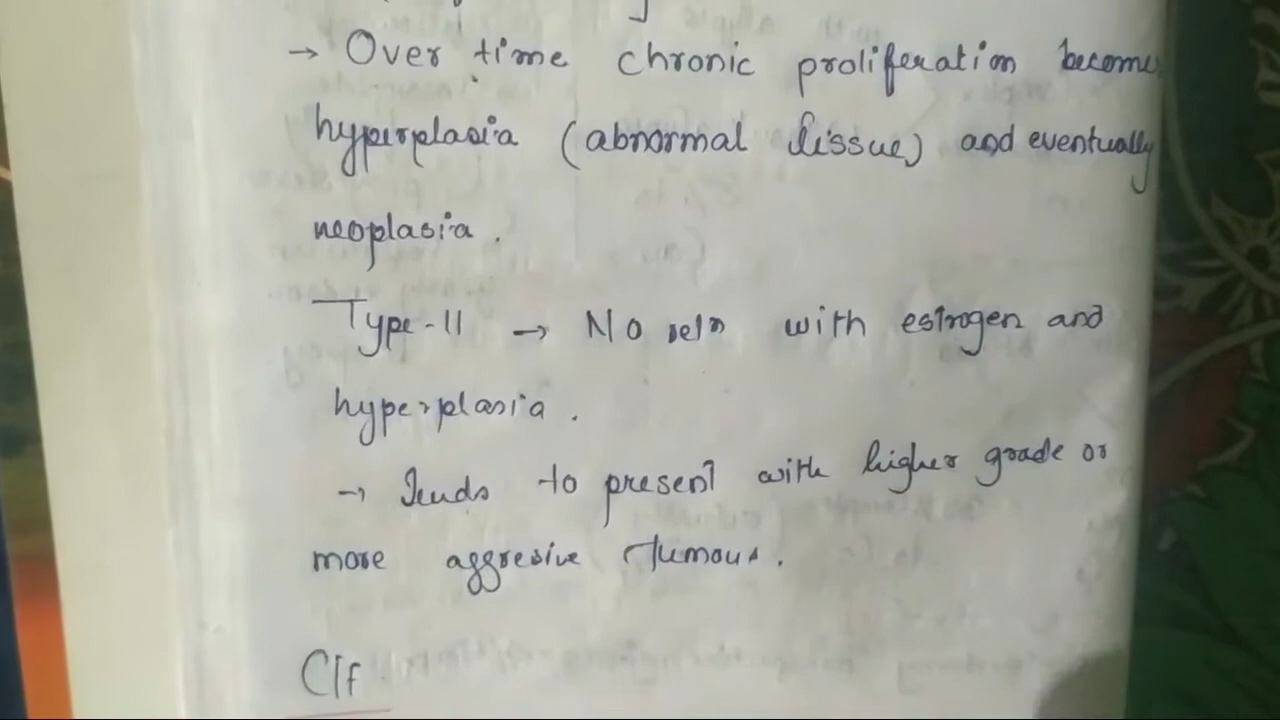 → Over time chronic proliferation become
hyperplasia (abnormal tissue) and eventually
neoplasia.
Type-II → No reln with estrogen and
hyperplasia.
→ Tends to present with higher grade or
more aggresive tumours.
C/f